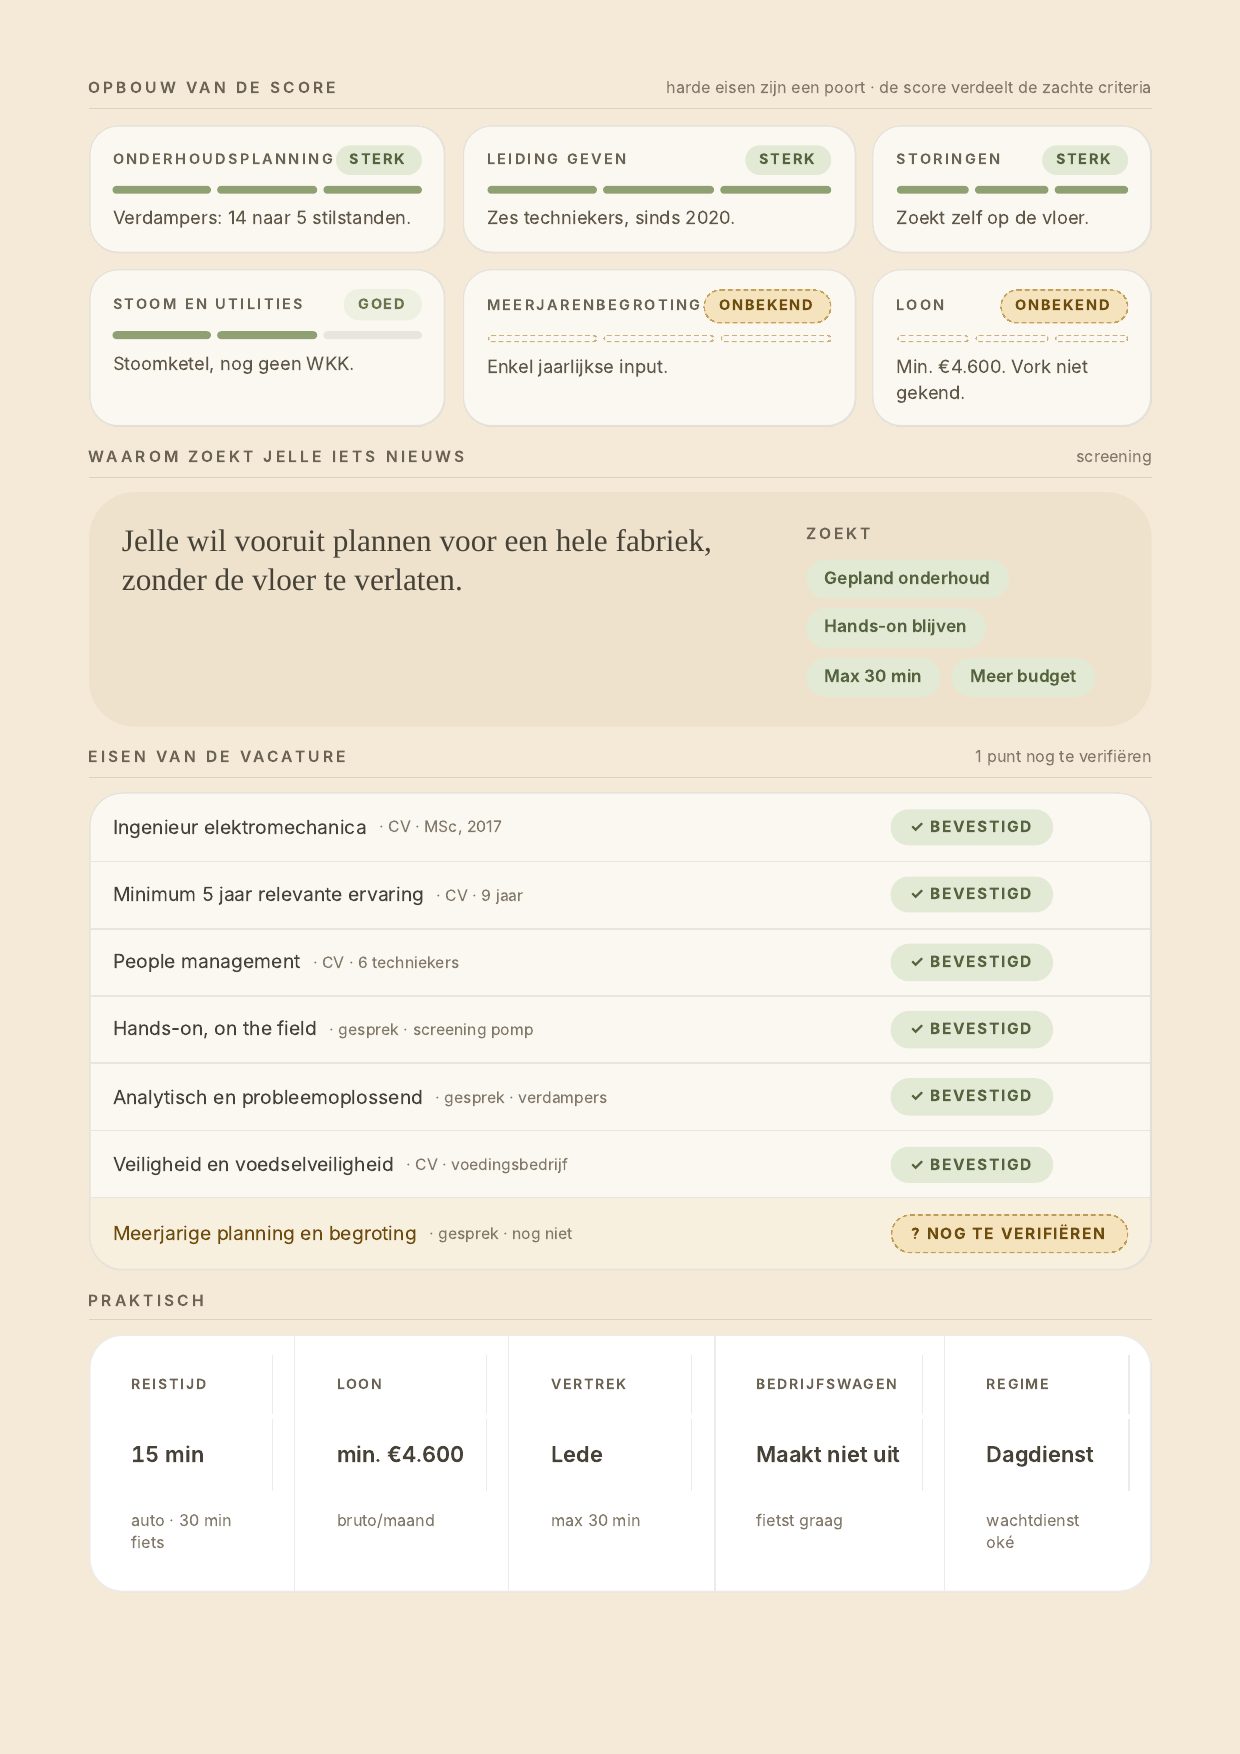 OPBOUW VAN DE SCORE
harde eisen zijn een poort · de score verdeelt de zachte criteria
ONDERHOUDSPLANNING STERK
Verdampers: 14 naar 5 stilstanden.
LEIDING GEVEN STERK
Zes techniekers, sinds 2020.
STORINGEN STERK
Zoekt zelf op de vloer.
STOOM EN UTILITIES GOED
Stoomketel, nog geen WKK.
MEERJARENBEGROTING ONBEKEND
Enkel jaarlijkse input.
LOON ONBEKEND
Min. €4.600. Vork niet
gekend.
WAAROM ZOEKT JELLE IETS NIEUWS
screening
Jelle wil vooruit plannen voor een hele fabriek,
zonder de vloer te verlaten.
ZOEKT
Gepland onderhoud
Hands-on blijven
Max 30 min Meer budget
EISEN VAN DE VACATURE
1 punt nog te verifiëren
Ingenieur elektromechanica · CV · MSc, 2017 ✓ BEVESTIGD
Minimum 5 jaar relevante ervaring · CV · 9 jaar ✓ BEVESTIGD
People management · CV · 6 techniekers ✓ BEVESTIGD
Hands-on, on the field · gesprek · screening pomp ✓ BEVESTIGD
Analytisch en probleemoplossend · gesprek · verdampers ✓ BEVESTIGD
Veiligheid en voedselveiligheid · CV · voedingsbedrijf ✓ BEVESTIGD
Meerjarige planning en begroting · gesprek · nog niet ? NOG TE VERIFIËREN
PRAKTISCH
REISTIJD
15 min
auto · 30 min
fiets
LOON
min. €4.600
bruto/maand
VERTREK
Lede
max 30 min
BEDRIJFSWAGEN
Maakt niet uit
fietst graag
REGIME
Dagdienst
wachtdienst
oké